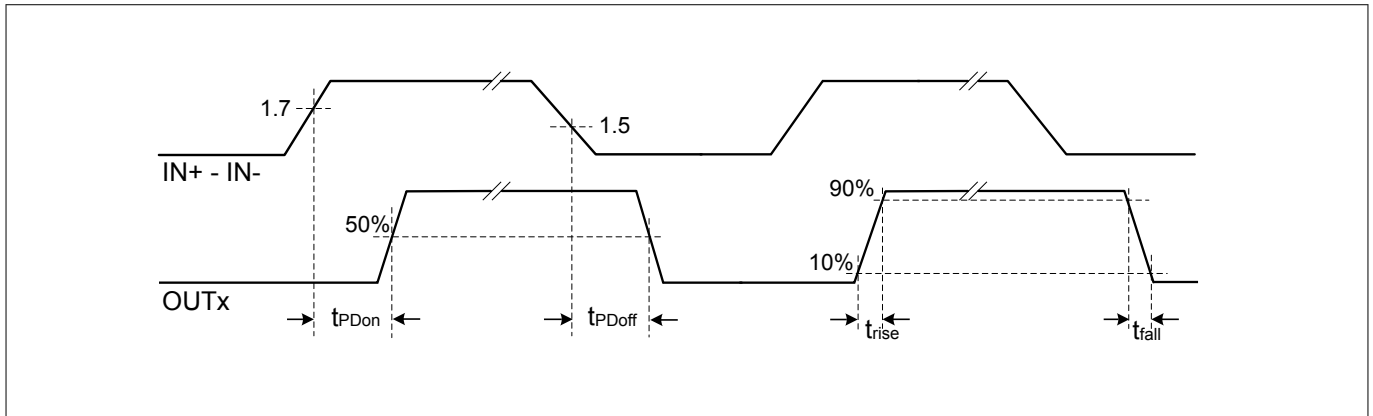 1.7
1.5
IN+ - IN-
90%
50%
10%
OUTx
tPDon
tPDoff
trise
tfall